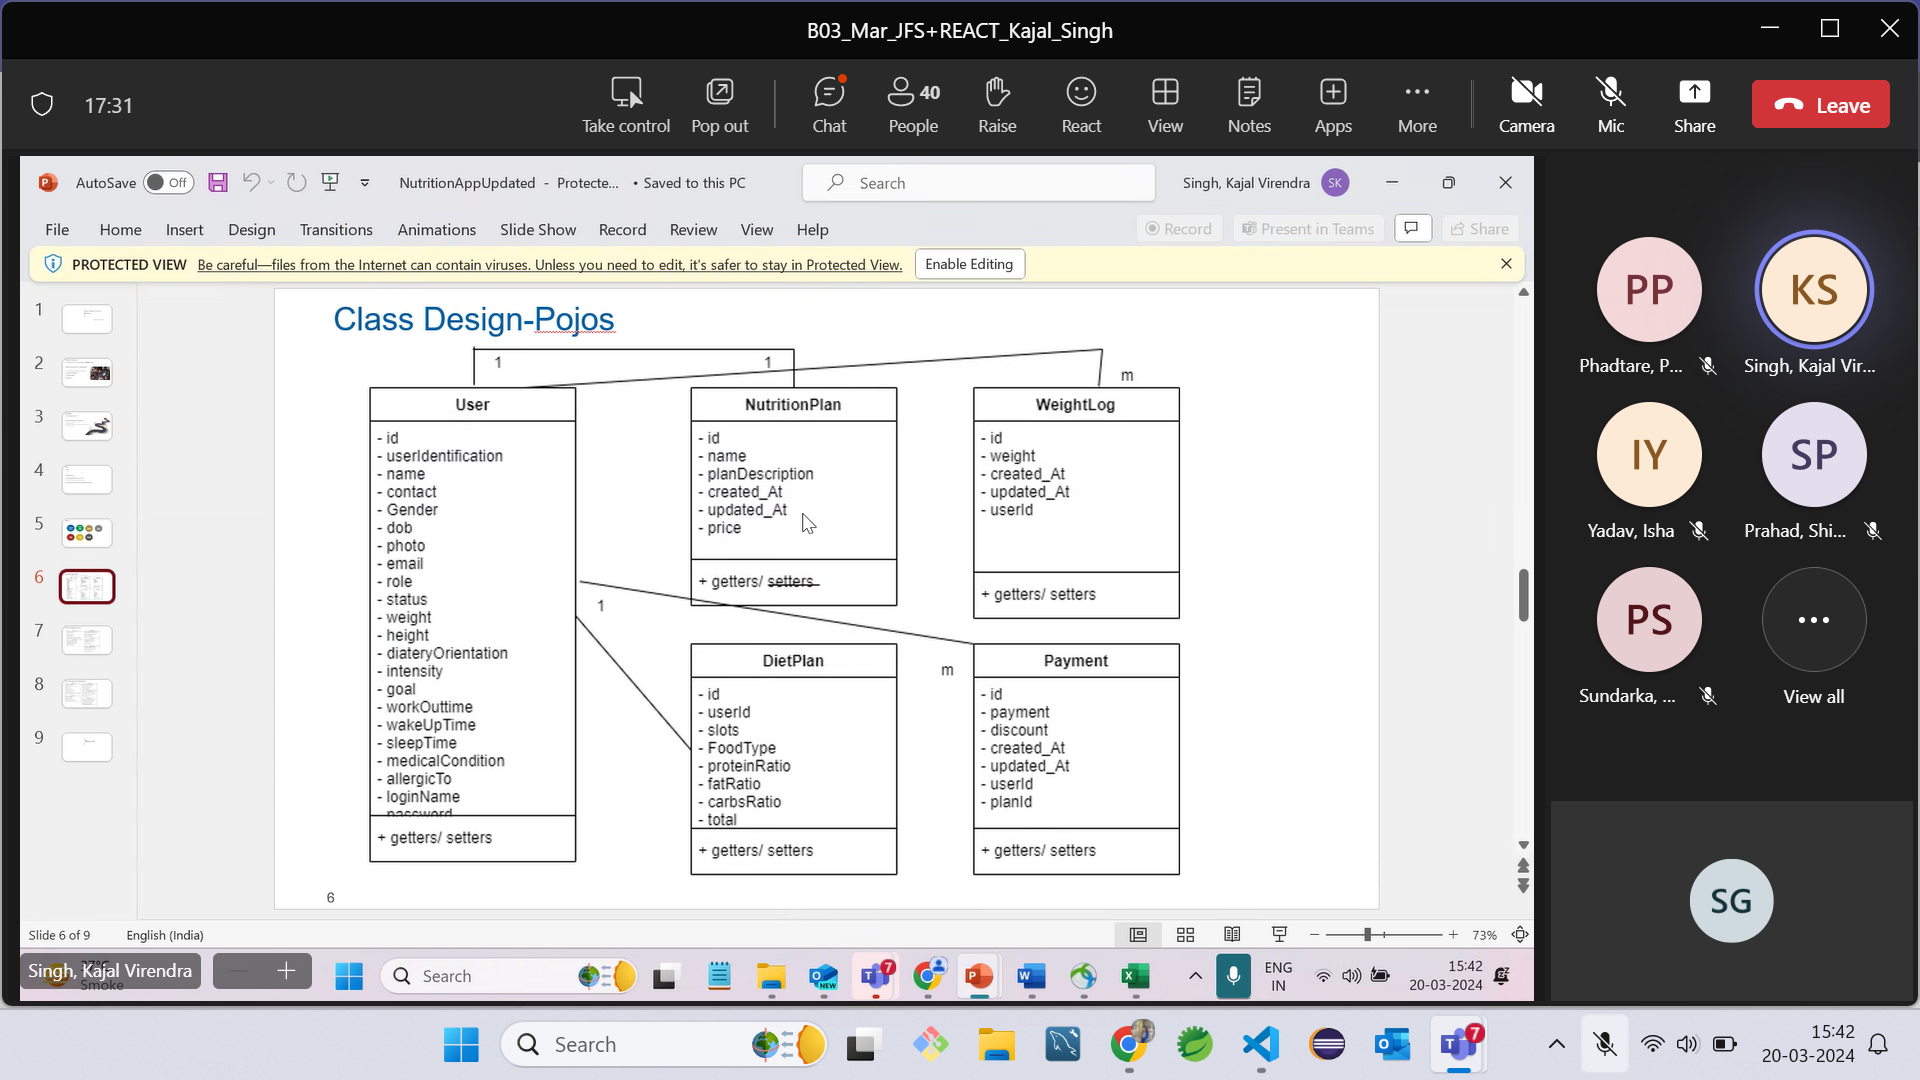 B03_Mar_JFS+REACT_Kajal_Singh
17:31
Take control
Pop out
Chat
40
People
Raise
React
View
Notes
Apps
More
Camera
Mic
Share
Leave
AutoSave Off
NutritionAppUpdated - Protecte... • Saved to this PC
Search
Singh, Kajal Virendra SK
File Home Insert Design Transitions Animations Slide Show Record Review View Help
Record Present in Teams Share
PROTECTED VIEW Be careful—files from the Internet can contain viruses. Unless you need to edit, it's safer to stay in Protected View. Enable Editing
1
2
3
4
5
6
7
8
9
Class Design-Pojos
1
1
m
User
- id
- userIdentification
- name
- contact
- Gender
- dob
- photo
- email
- role
- status
- weight
- height
- diateryOrientation
- intensity
- goal
- workOuttime
- wakeUpTime
- sleepTime
- medicalCondition
- allergicTo
- loginName
- password
+ getters/ setters
NutritionPlan
- id
- name
- planDescription
- created_At
- updated_At
- price
+ getters/ setters
WeightLog
- id
- weight
- created_At
- updated_At
- userId
+ getters/ setters
1
m
DietPlan
- id
- userId
- slots
- FoodType
- proteinRatio
- fatRatio
- carbsRatio
- total
+ getters/ setters
Payment
- id
- payment
- discount
- created_At
- updated_At
- userId
- planId
+ getters/ setters
6
Slide 6 of 9 English (India)
73%
PP
Phadtare, P...
KS
Singh, Kajal Vir...
IY
Yadav, Isha
SP
Prahad, Shi...
PS
Sundarka, ...
View all
SG
Singh, Kajal Virendra
Smoke
Search
NEW
7
ENG
IN
15:42
20-03-2024
Search
7
15:42
20-03-2024